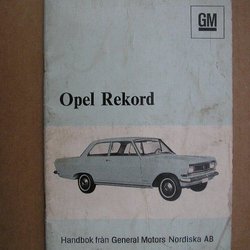 GM
Opel Rekord
Handbok från General Motors Nordiska AB